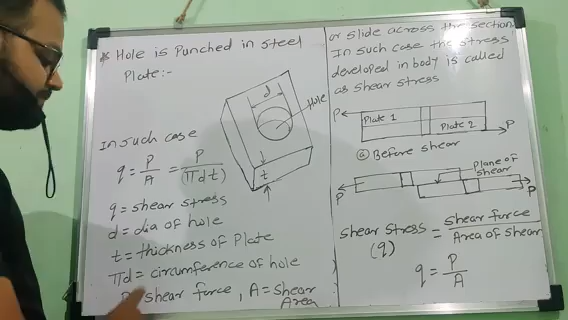 * Hole is Punched in Steel
Plate:-
d
Hole
t
In such case
q = P/A = P/(πdt)
q = shear stress
d = dia of hole
t = thickness of Plate
πd = circumference of hole
shear force, A = Shear
Area
or slide across the section.
In such case the stress
developed in body is called
as shear stress
P
Plate 1
Plate 2
P
(a) Before shear
Plane of
shear
P
P
Shear stress = Shear force / Area of shear
(q)
q = P/A